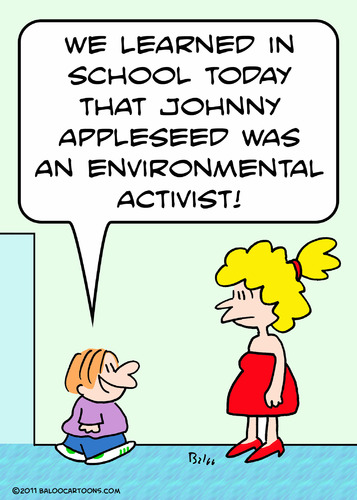 WE LEARNED IN
SCHOOL TODAY
THAT JOHNNY
APPLESEED WAS
AN ENVIRONMENTAL
ACTIVIST!
©2011 BALOOCARTOONS.COM